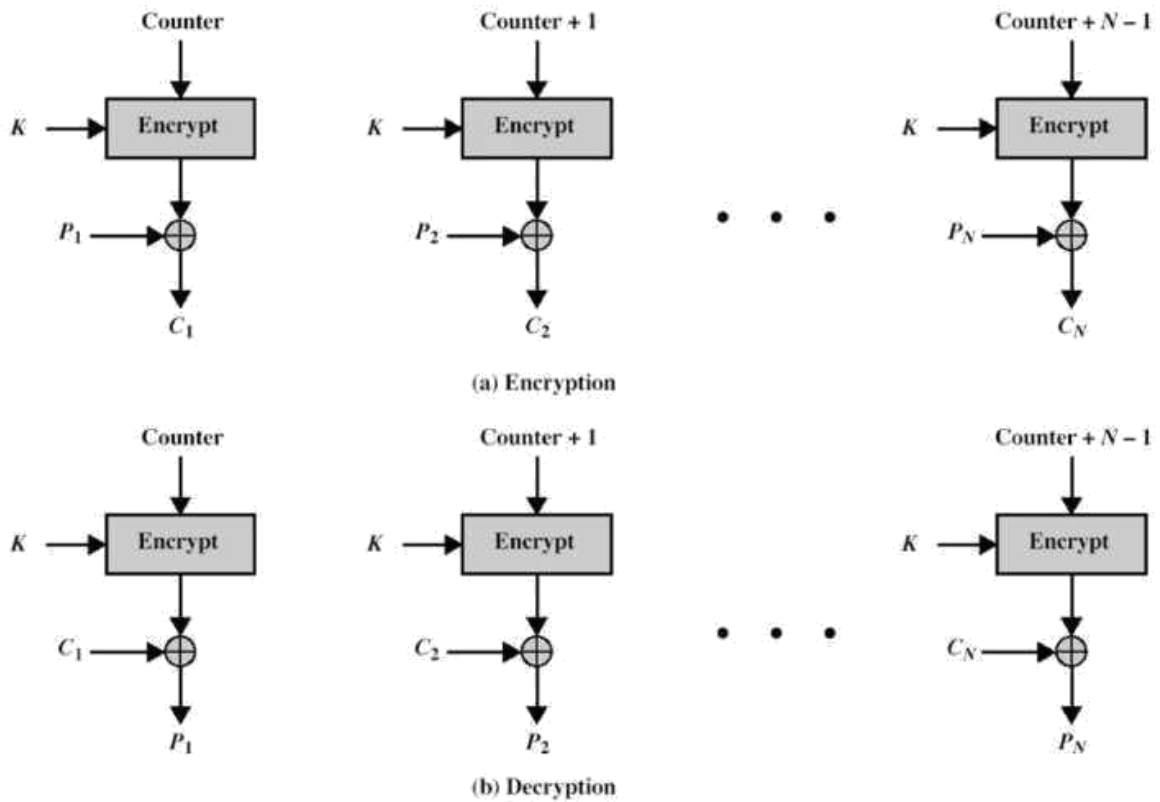 Counter Counter + 1 Counter + N – 1
K Encrypt K Encrypt K Encrypt
P1 P2 PN
C1 C2 CN
(a) Encryption
Counter Counter + 1 Counter + N – 1
K Encrypt K Encrypt K Encrypt
C1 C2 CN
P1 P2 PN
(b) Decryption